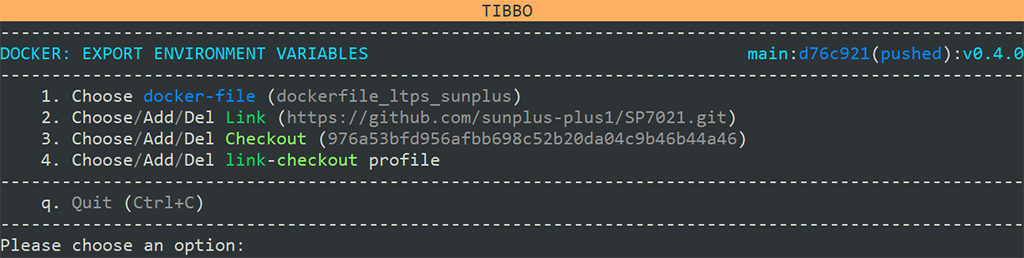 TIBBO
--------------------------------------------------------------------------------
DOCKER: EXPORT ENVIRONMENT VARIABLES main:d76c921(pushed):v0.4.0
--------------------------------------------------------------------------------
1. Choose docker-file (dockerfile_ltps_sunplus)
2. Choose/Add/Del Link (https://github.com/sunplus-plus1/SP7021.git)
3. Choose/Add/Del Checkout (976a53bfd956afbb698c52b20da04c9b46b44a46)
4. Choose/Add/Del link-checkout profile
--------------------------------------------------------------------------------
q. Quit (Ctrl+C)
--------------------------------------------------------------------------------
Please choose an option: